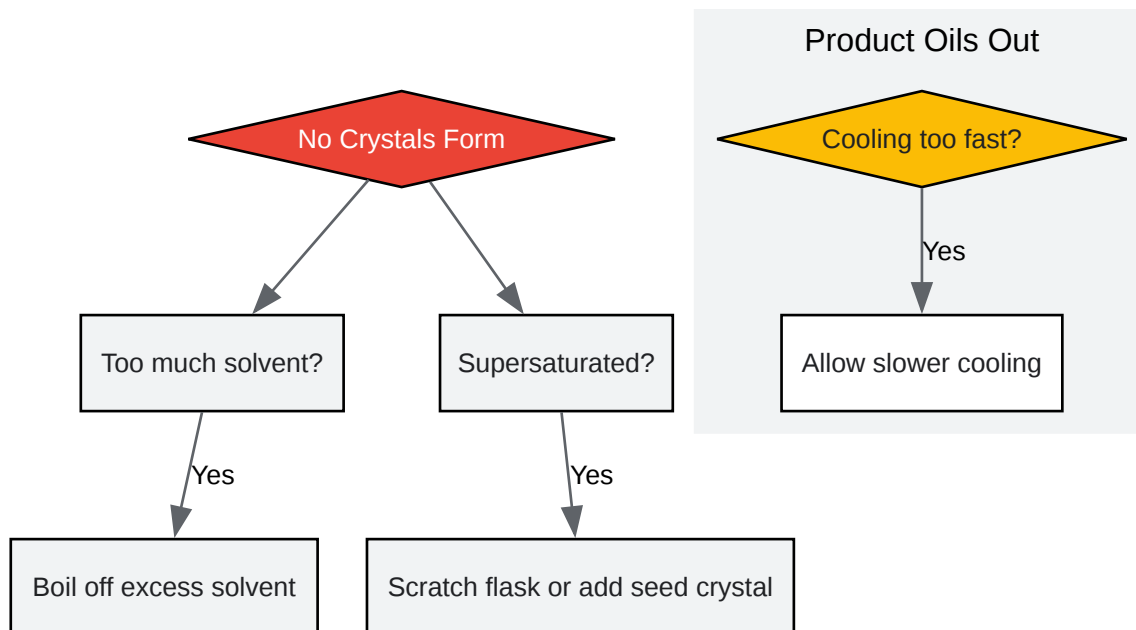 Product Oils Out
No Crystals Form
Cooling too fast?
Yes
Too much solvent?
Supersaturated?
Allow slower cooling
Yes
Yes
Boil off excess solvent
Scratch flask or add seed crystal